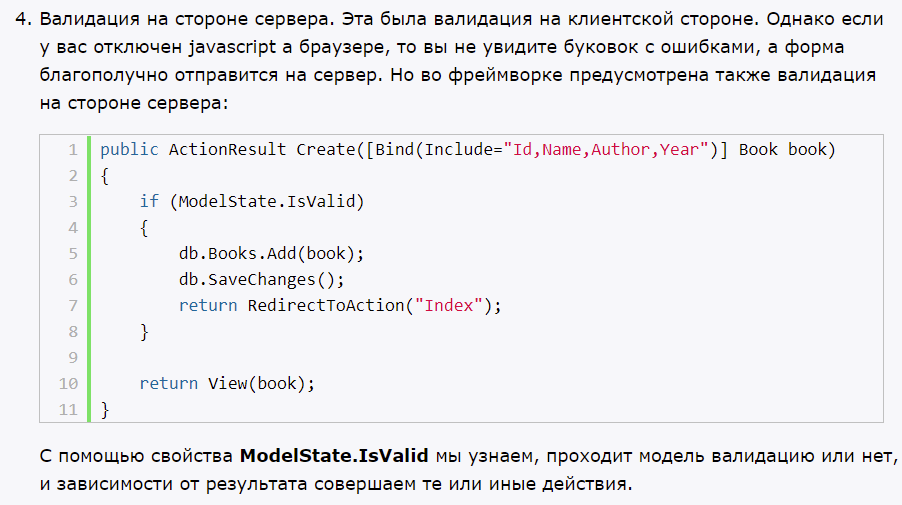 4. Валидация на стороне сервера. Эта была валидация на клиентской стороне. Однако если
у вас отключен javascript а браузере, то вы не увидите буковок с ошибками, а форма
благополучно отправится на сервер. Но во фреймворке предусмотрена также валидация
на стороне сервера:
1 public ActionResult Create([Bind(Include="Id,Name,Author,Year")] Book book)
2 {
3     if (ModelState.IsValid)
4     {
5         db.Books.Add(book);
6         db.SaveChanges();
7         return RedirectToAction("Index");
8     }
9
10     return View(book);
11 }
С помощью свойства ModelState.IsValid мы узнаем, проходит модель валидацию или нет,
и зависимости от результата совершаем те или иные действия.